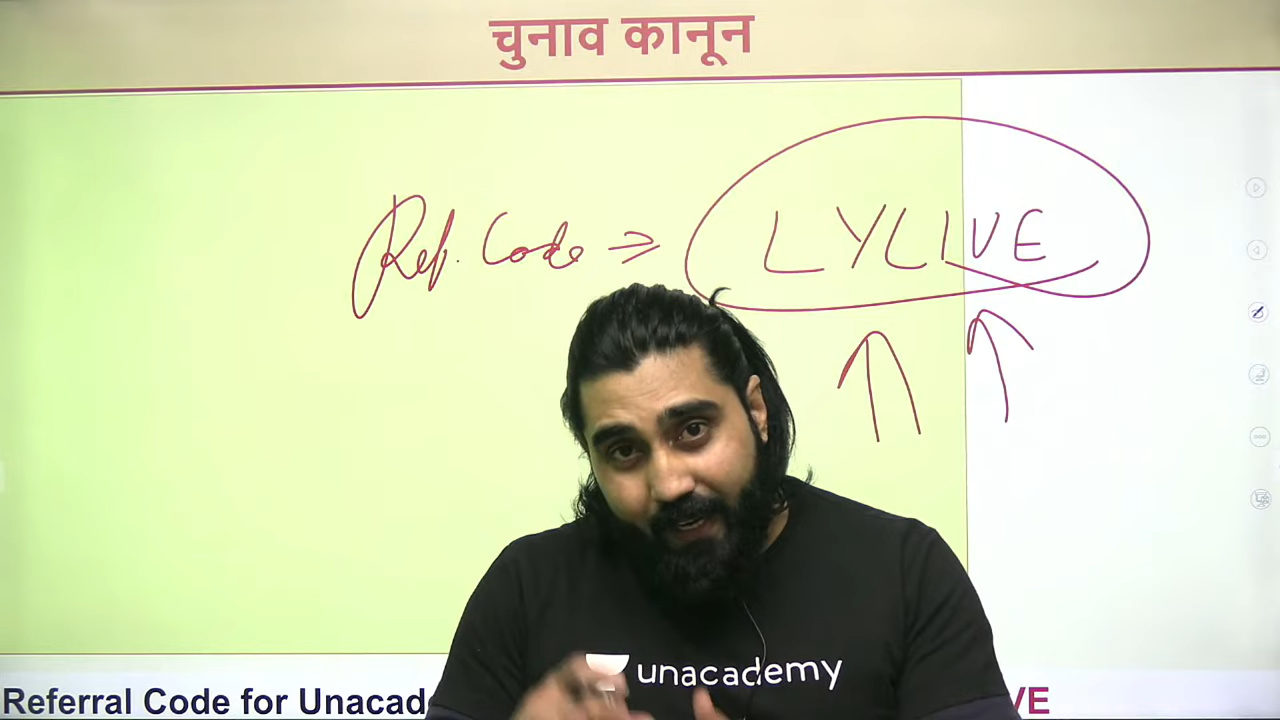 चुनाव कानून
Ref. Code ⇒ LYLIVE
unacademy
Referral Code for Unacad
VE